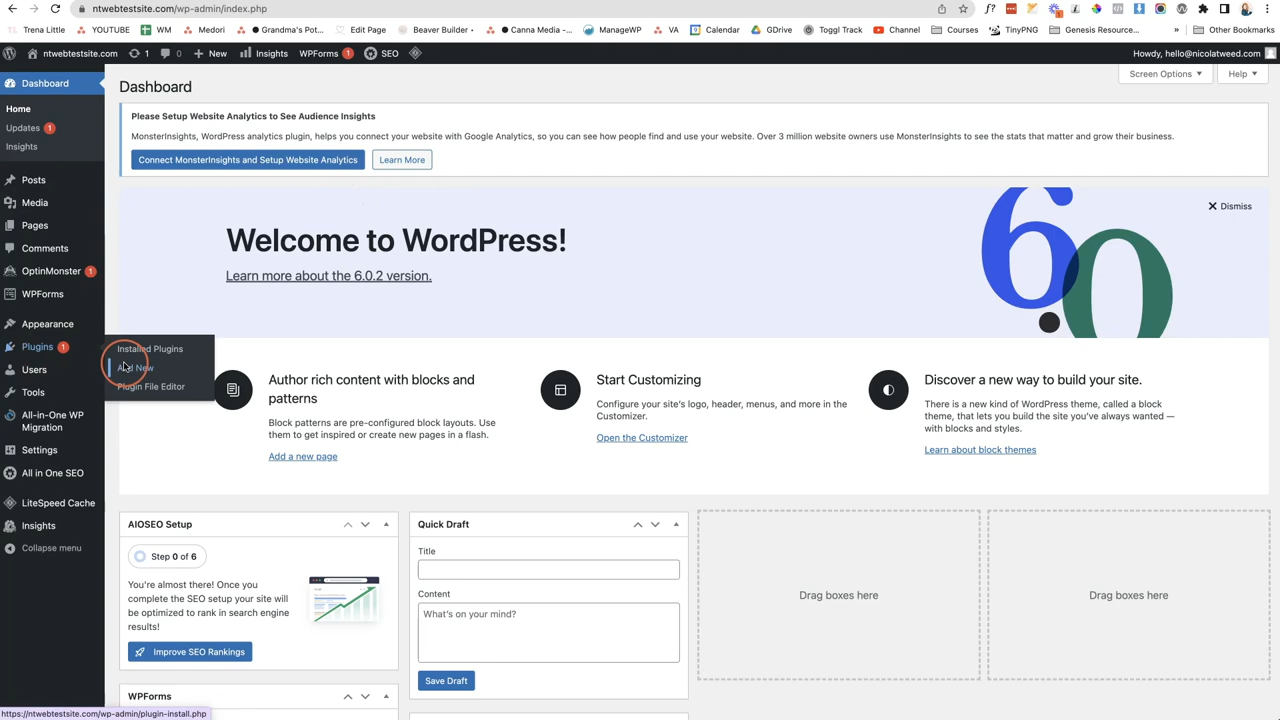 ntwebtestsite.com/wp-admin/index.php
Trena Little
YOUTUBE
WM
Medori
Grandma's Pot...
Edit Page
Beaver Builder •
Canna Media -...
ManageWP
VA
Calendar
GDrive
Toggl Track
Channel
Courses
TinyPNG
Genesis Resource...
»
Other Bookmarks
ntwebtestsite.com
1
0
+ New
Insights
WPForms 1
SEO
Howdy, hello@nicolatweed.com
Dashboard
Home
Updates 1
Insights
Posts
Media
Pages
Comments
OptinMonster 1
WPForms
Appearance
Plugins 1
Users
Tools
All-in-One WP
Migration
Settings
All in One SEO
LiteSpeed Cache
Insights
Collapse menu
Installed Plugins
Add New
Plugin File Editor
Dashboard
Screen Options
Help
Please Setup Website Analytics to See Audience Insights
MonsterInsights, WordPress analytics plugin, helps you connect your website with Google Analytics, so you can see how people find and use your website. Over 3 million website owners use MonsterInsights to see the stats that matter and grow their business.
Connect MonsterInsights and Setup Website Analytics
Learn More
Welcome to WordPress!
Learn more about the 6.0.2 version.
6.0
Dismiss
Author rich content with blocks and
patterns
Block patterns are pre-configured block layouts. Use
them to get inspired or create new pages in a flash.
Add a new page
Start Customizing
Configure your site's logo, header, menus, and more in the
Customizer.
Open the Customizer
Discover a new way to build your site.
There is a new kind of WordPress theme, called a block
theme, that lets you build the site you've always wanted —
with blocks and styles.
Learn about block themes
AIOSEO Setup
Step 0 of 6
You're almost there! Once you
complete the SEO setup your site will
be optimized to rank in search engine
results!
Improve SEO Rankings
WPForms
Quick Draft
Title
Content
What's on your mind?
Save Draft
Drag boxes here
Drag boxes here
https://ntwebtestsite.com/wp-admin/plugin-install.php